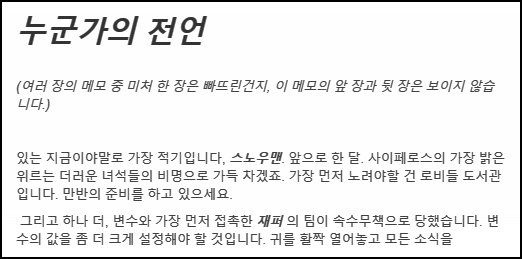 누군가의 전언
(여러 장의 메모 중 미처 한 장은 빠뜨린건지, 이 메모의 앞 장과 뒷 장은 보이지 않습
니다.)
있는 지금이야말로 가장 적기입니다, 스노우맨. 앞으로 한 달. 사이페로스의 가장 밝은
위르는 더러운 녀석들의 비명으로 가득 차겠죠. 가장 먼저 노려야할 건 로비들 도서관
입니다. 만반의 준비를 하고 있으세요.
그리고 하나 더, 변수와 가장 먼저 접촉한 재퍼 의 팀이 속수무책으로 당했습니다. 변
수의 값을 좀 더 크게 설정해야 할 것입니다. 귀를 활짝 열어놓고 모든 소식을